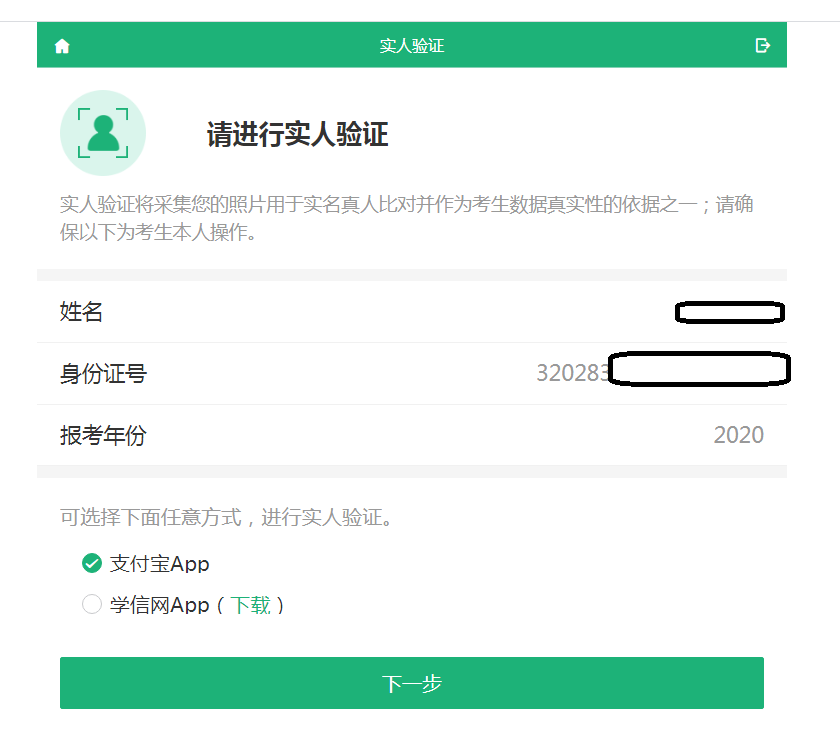 实人验证
请进行实人验证
实人验证将采集您的照片用于实名真人比对并作为考生数据真实性的依据之一；请确
保以下为考生本人操作。
姓名
身份证号 320283
报考年份 2020
可选择下面任意方式，进行实人验证。
支付宝App
学信网App（下载）
下一步